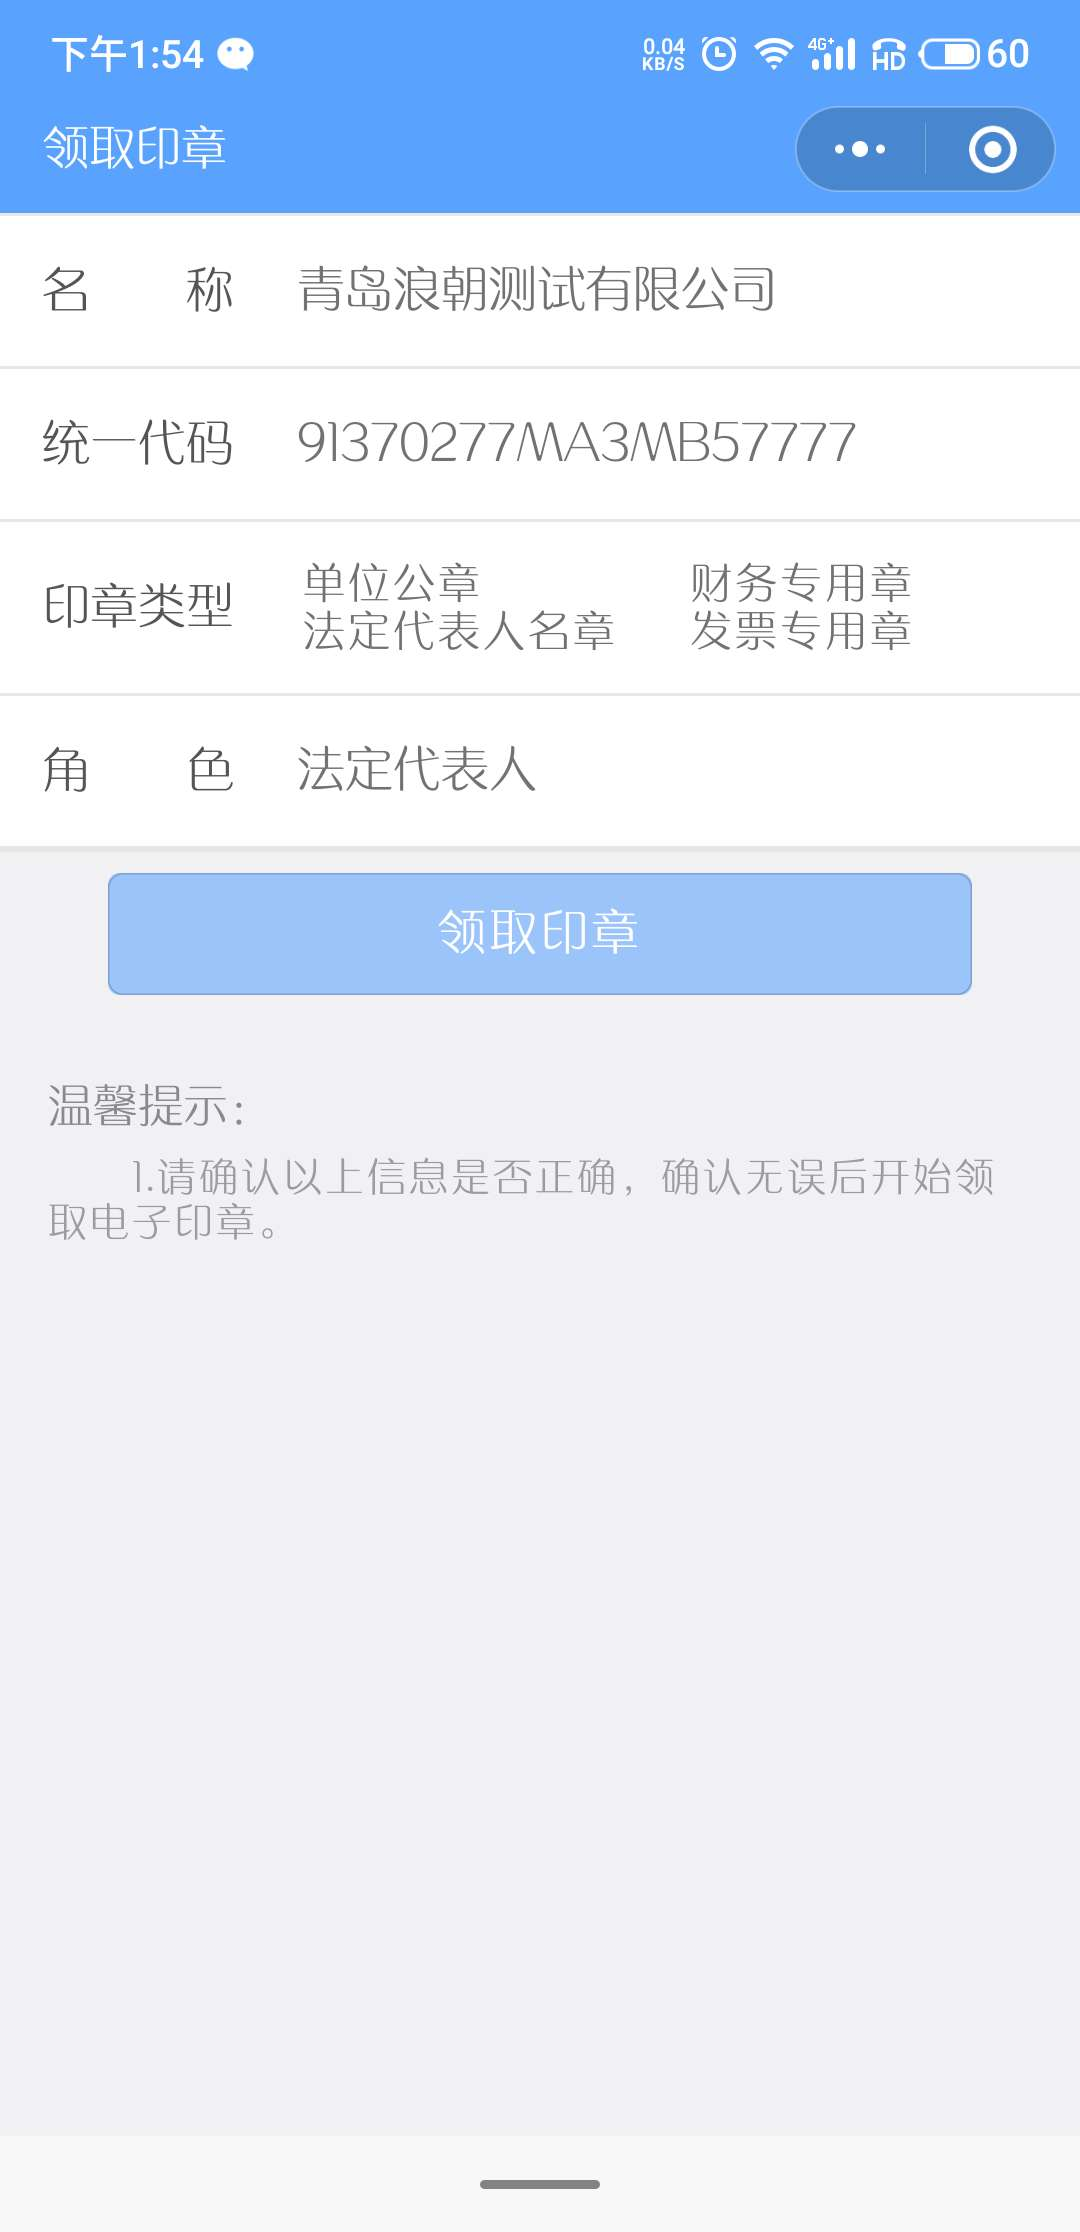 下午1:54
0.04 KB/S
4G+
HD
60
领取印章
名 称 青岛浪朝测试有限公司
统一代码 91370277MA3MB57777
印章类型
单位公章 财务专用章
法定代表人名章 发票专用章
角 色 法定代表人
领取印章
温馨提示：
1.请确认以上信息是否正确，确认无误后开始领
取电子印章。